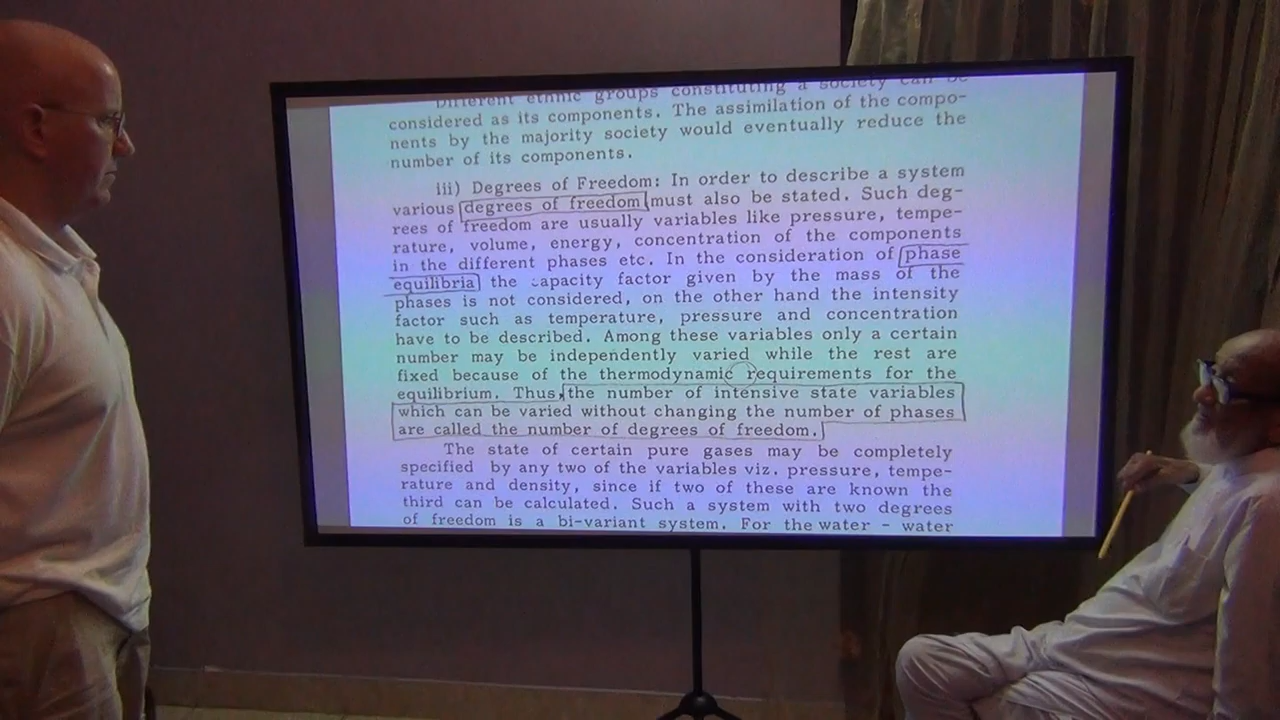 Different ethnic groups constituting a society can be
considered as its components. The assimilation of the compo-
nents by the majority society would eventually reduce the
number of its components.
iii) Degrees of Freedom: In order to describe a system
various degrees of freedom must also be stated. Such deg-
rees of freedom are usually variables like pressure, tempe-
rature, volume, energy, concentration of the components
in the different phases etc. In the consideration of phase
equilibria the capacity factor given by the mass of the
phases is not considered, on the other hand the intensity
factor such as temperature, pressure and concentration
have to be described. Among these variables only a certain
number may be independently varied while the rest are
fixed because of the thermodynamic requirements for the
equilibrium. Thus, the number of intensive state variables
which can be varied without changing the number of phases
are called the number of degrees of freedom.
The state of certain pure gases may be completely
specified by any two of the variables viz. pressure, tempe-
rature and density, since if two of these are known the
third can be calculated. Such a system with two degrees
of freedom is a bi-variant system. For the water - water